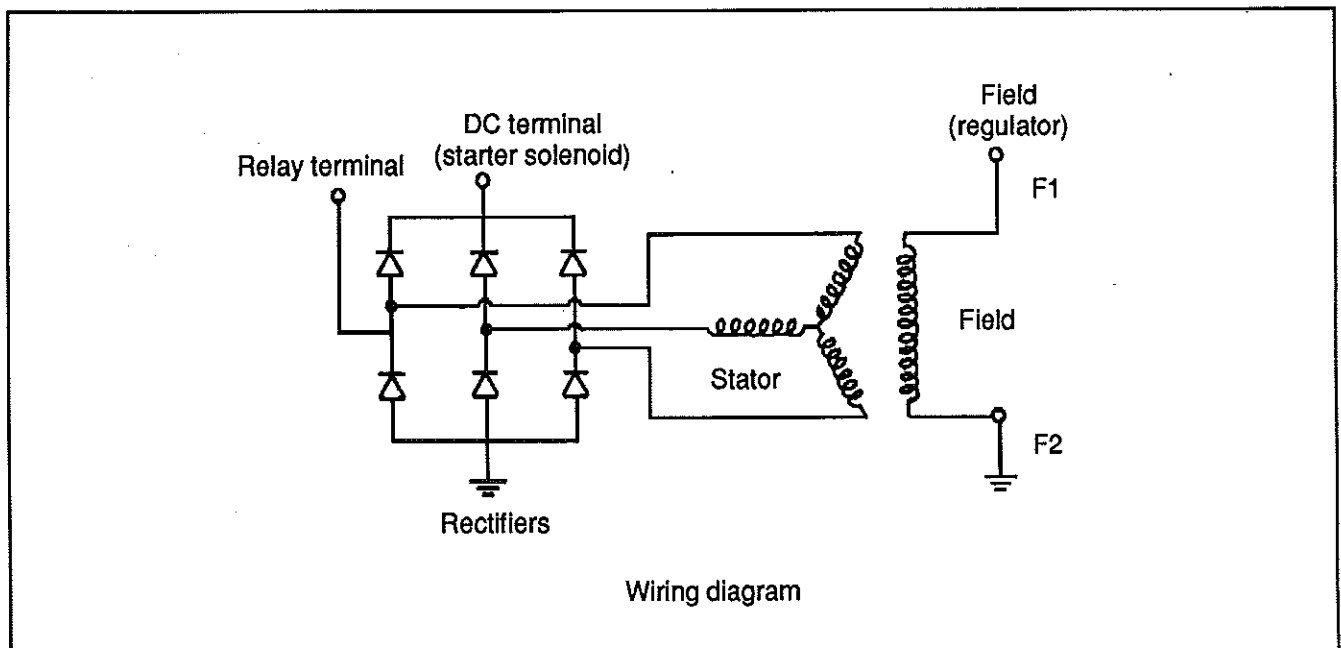 Field
(regulator)
DC terminal
(starter solenoid)
Relay terminal
F1
Field
Stator
F2
Rectifiers
Wiring diagram